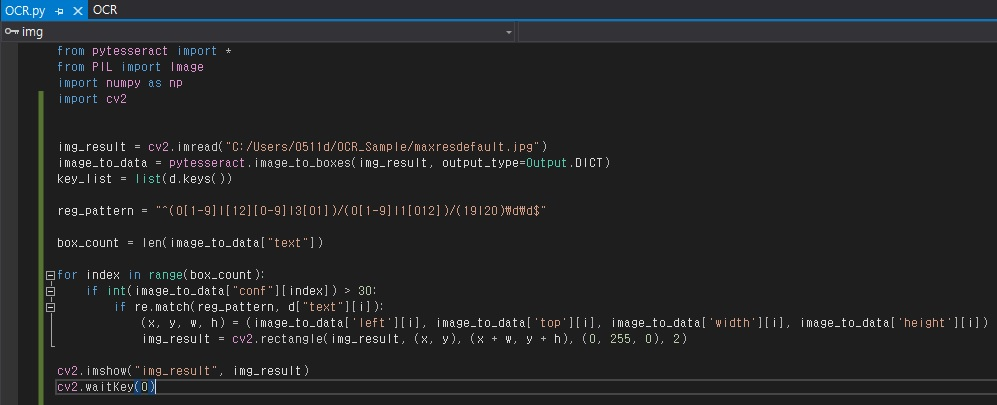 OCR.py OCR
img
from pytesseract import *
from PIL import Image
import numpy as np
import cv2
img_result = cv2.imread("C:/Users/0511d/OCR_Sample/maxresdefault.jpg")
image_to_data = pytesseract.image_to_boxes(img_result, output_type=Output.DICT)
key_list = list(d.keys())
reg_pattern = "^(0[1-9]|[12][0-9]|3[01])/(0[1-9]|1[012])/(19|20)₩d₩d$"
box_count = len(image_to_data["text"])
for index in range(box_count):
    if int(image_to_data["conf"][index]) > 30:
        if re.match(reg_pattern, d["text"][i]):
            (x, y, w, h) = (image_to_data['left'][i], image_to_data['top'][i], image_to_data['width'][i], image_to_data['height'][i])
            img_result = cv2.rectangle(img_result, (x, y), (x + w, y + h), (0, 255, 0), 2)
cv2.imshow("img_result", img_result)
cv2.waitKey(0)